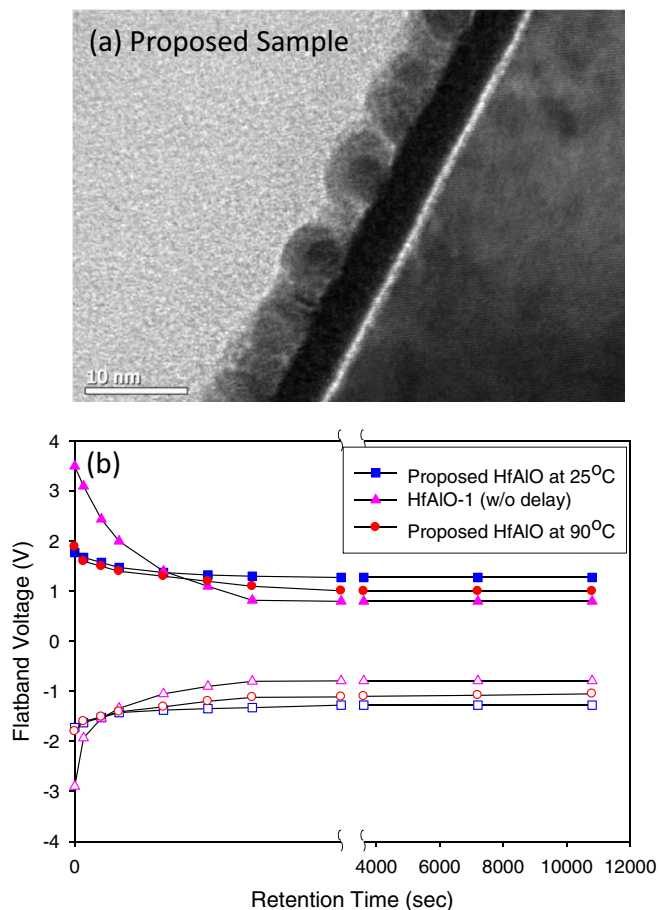 (a) Proposed Sample
10 nm
(b)
4
3
2
1
0
-1
-2
-3
-4
Flatband Voltage (V)
Proposed HfAlO at 25°C
HfAlO-1 (w/o delay)
Proposed HfAlO at 90°C
0 4000 6000 8000 10000 12000
Retention Time (sec)